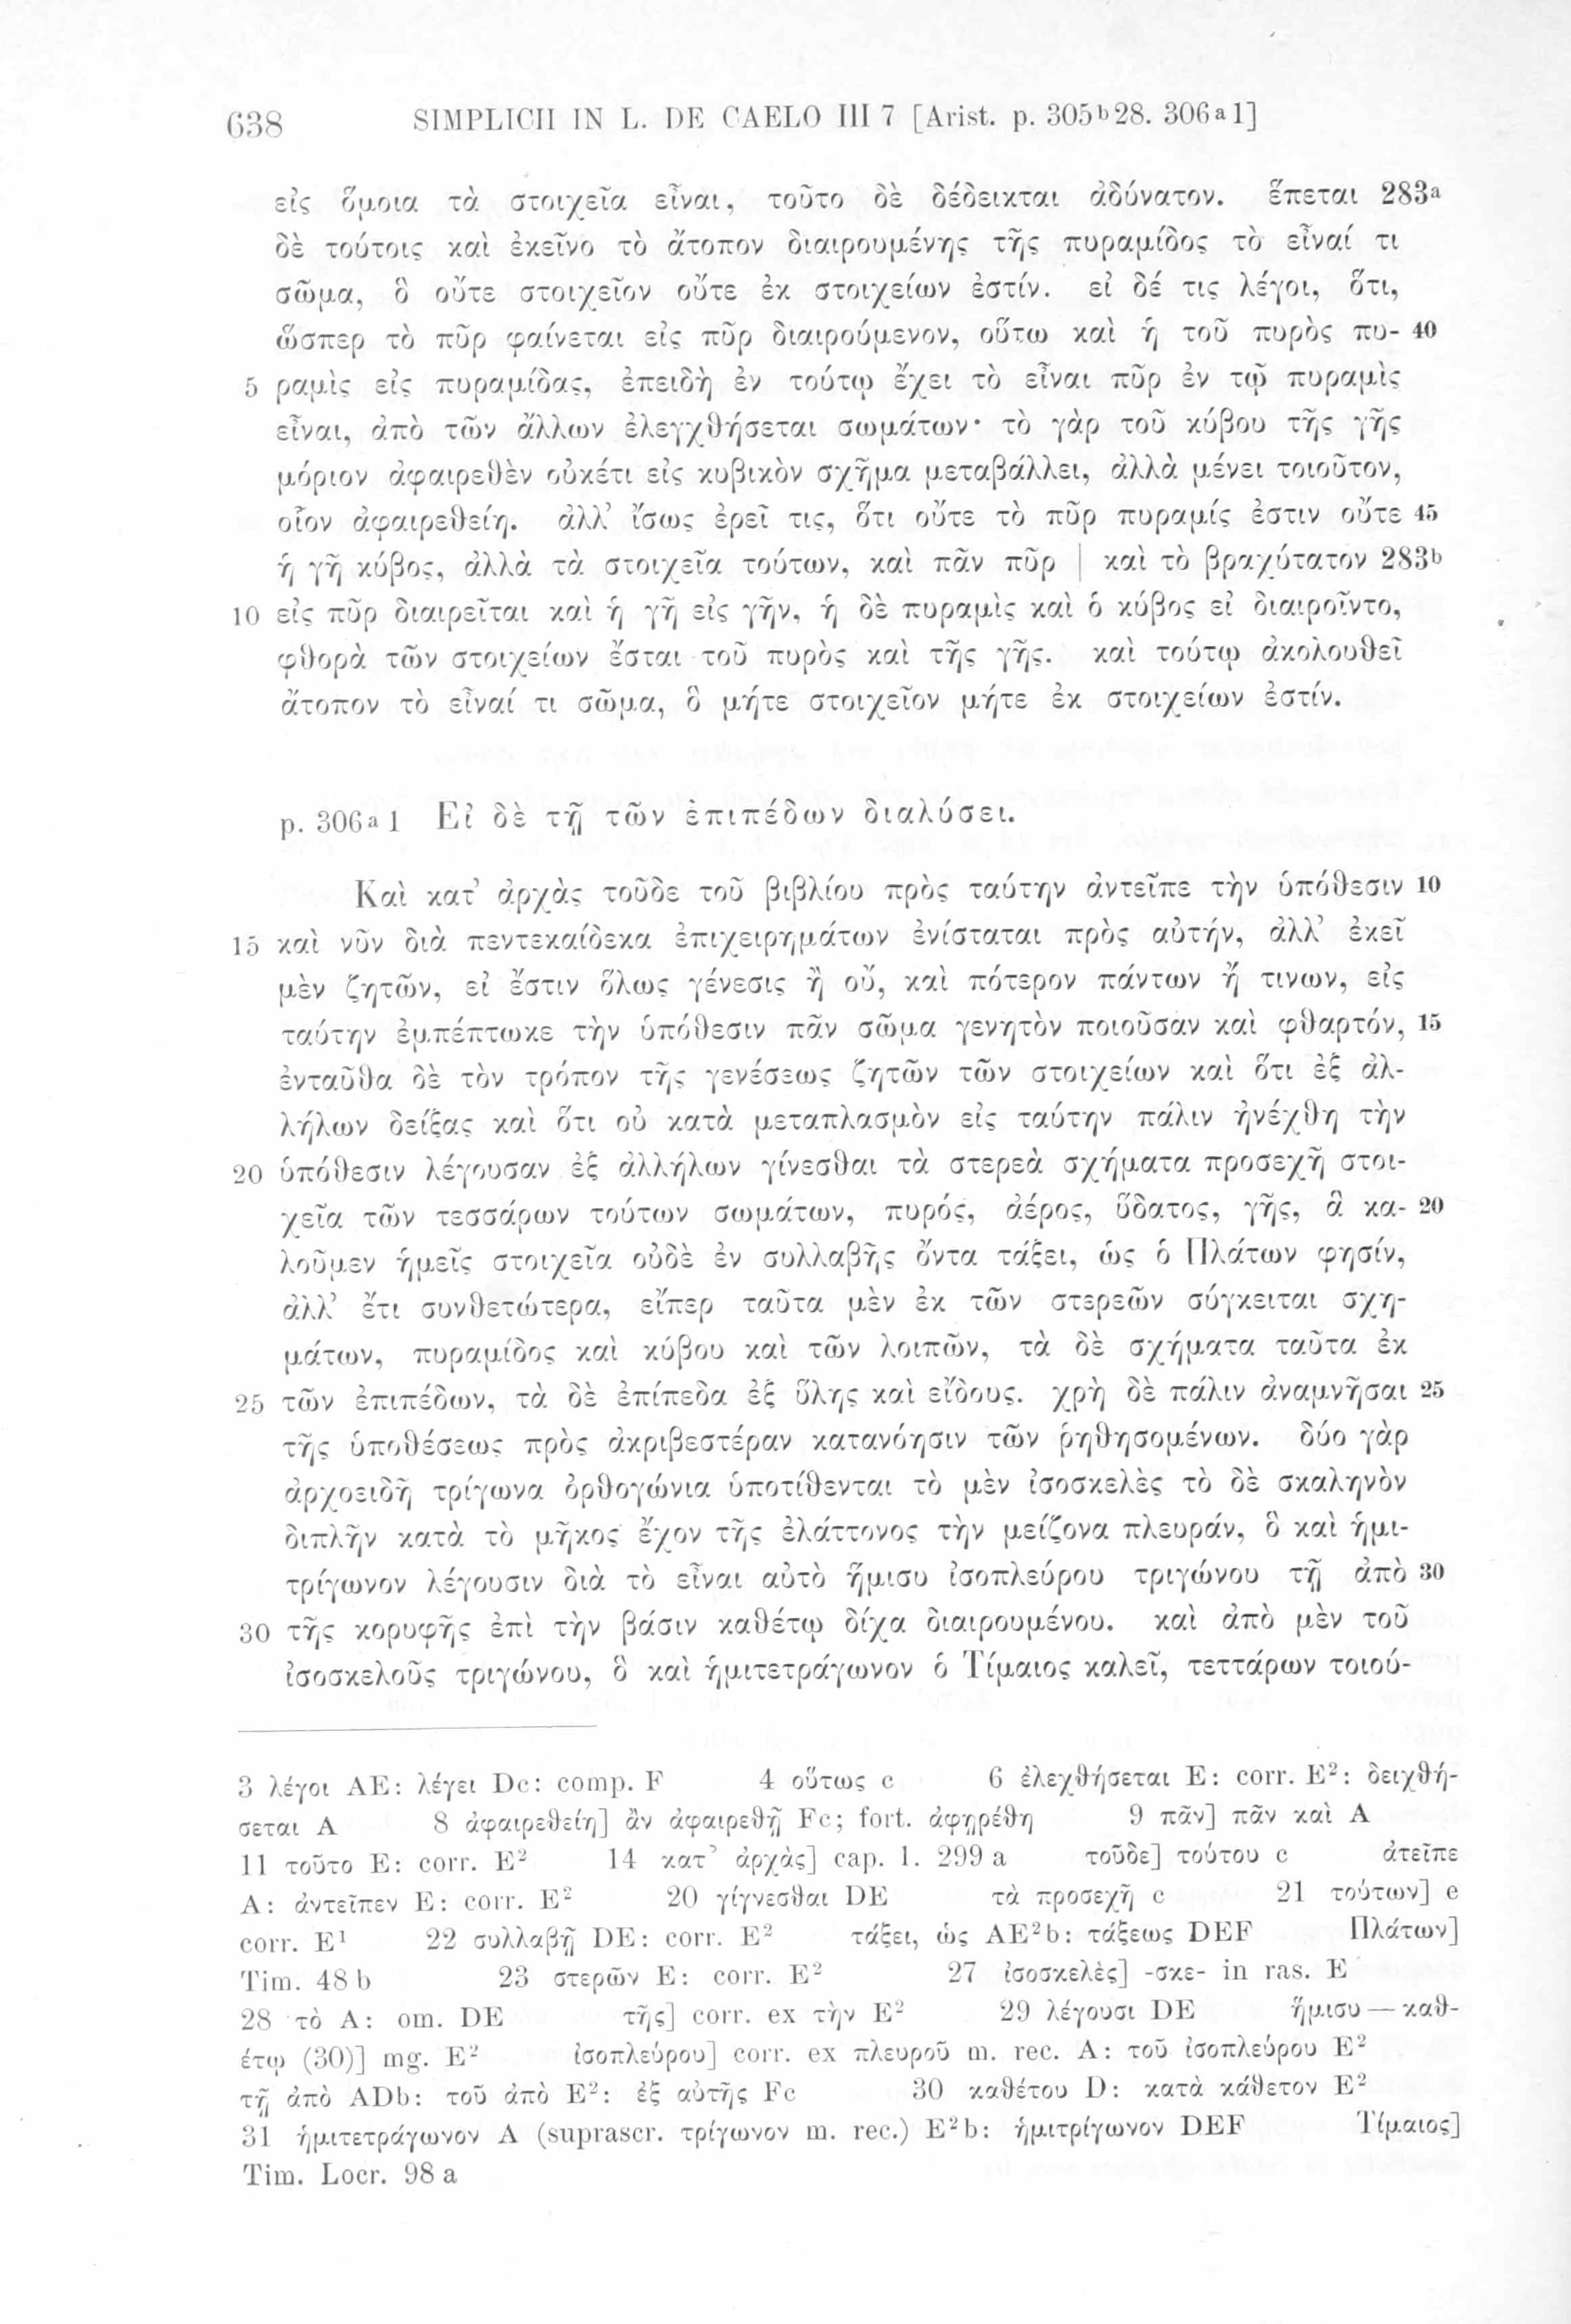 638 SIMPLICII IN L. DE CAELO III 7 [Arist. p. 305ᵇ28. 306ᵃ1]
εἰς ὅμοια τὰ στοιχεῖα εἶναι, τοῦτο δὲ δέδεικται ἀδύνατον. ἕπεται 283ᵃ
δὲ τούτοις καὶ ἐκεῖνο τὸ ἄτοπον διαιρουμένης τῆς πυραμίδος τὸ εἶναί τι
σῶμα, ὃ οὔτε στοιχεῖον οὔτε ἐκ στοιχείων ἐστίν. εἰ δέ τις λέγοι, ὅτι,
ὥσπερ τὸ πῦρ φαίνεται εἰς πῦρ διαιρούμενον, οὕτω καὶ ἡ τοῦ πυρὸς πυ- 40
5 ραμὶς εἰς πυραμίδας, ἐπειδὴ ἐν τούτῳ ἔχει τὸ εἶναι πῦρ ἐν τῷ πυραμὶς
εἶναι, ἀπὸ τῶν ἄλλων ἐλεγχθήσεται σωμάτων· τὸ γὰρ τοῦ κύβου τῆς γῆς
μόριον ἀφαιρεθὲν οὐκέτι εἰς κυβικὸν σχῆμα μεταβάλλει, ἀλλὰ μένει τοιοῦτον,
οἷον ἀφαιρεθείη. ἀλλ' ἴσως ἐρεῖ τις, ὅτι οὔτε τὸ πῦρ πυραμίς ἐστιν οὔτε 45
ἡ γῆ κύβος, ἀλλὰ τὰ στοιχεῖα τούτων, καὶ πᾶν πῦρ | καὶ τὸ βραχύτατον 283ᵇ
10 εἰς πῦρ διαιρεῖται καὶ ἡ γῆ εἰς γῆν, ἡ δὲ πυραμὶς καὶ ὁ κύβος εἰ διαιροῖντο,
φθορὰ τῶν στοιχείων ἔσται τοῦ πυρὸς καὶ τῆς γῆς. καὶ τούτῳ ἀκολουθεῖ
ἄτοπον τὸ εἶναί τι σῶμα, ὃ μήτε στοιχεῖον μήτε ἐκ στοιχείων ἐστίν.
p. 306ᵃ1 Εἰ δὲ τῇ τῶν ἐπιπέδων διαλύσει.
Καὶ κατ' ἀρχὰς τοῦδε τοῦ βιβλίου πρὸς ταύτην ἀντεῖπε τὴν ὑπόθεσιν 10
15 καὶ νῦν διὰ πεντεκαίδεκα ἐπιχειρημάτων ἐνίσταται πρὸς αὐτήν, ἀλλ' ἐκεῖ
μὲν ζητῶν, εἰ ἔστιν ὅλως γένεσις ἢ οὔ, καὶ πότερον πάντων ἤ τινων, εἰς
ταύτην ἐμπέπτωκε τὴν ὑπόθεσιν πᾶν σῶμα γενητὸν ποιοῦσαν καὶ φθαρτόν, 15
ἐνταῦθα δὲ τὸν τρόπον τῆς γενέσεως ζητῶν τῶν στοιχείων καὶ ὅτι ἐξ ἀλ-
λήλων δείξας καὶ ὅτι οὐ κατὰ μεταπλασμὸν εἰς ταύτην πάλιν ἠνέχθη τὴν
20 ὑπόθεσιν λέγουσαν ἐξ ἀλλήλων γίνεσθαι τὰ στερεὰ σχήματα προσεχῆ στοι-
χεῖα τῶν τεσσάρων τούτων σωμάτων, πυρός, ἀέρος, ὕδατος, γῆς, ἃ κα- 20
λοῦμεν ἡμεῖς στοιχεῖα οὐδὲ ἐν συλλαβῆς ὄντα τάξει, ὡς ὁ Πλάτων φησίν,
ἀλλ' ἔτι συνθετώτερα, εἴπερ ταῦτα μὲν ἐκ τῶν στερεῶν σύγκειται σχη-
μάτων, πυραμίδος καὶ κύβου καὶ τῶν λοιπῶν, τὰ δὲ σχήματα ταῦτα ἐκ
25 τῶν ἐπιπέδων, τὰ δὲ ἐπίπεδα ἐξ ὕλης καὶ εἴδους. χρὴ δὲ πάλιν ἀναμνῆσαι 25
τῆς ὑποθέσεως πρὸς ἀκριβεστέραν κατανόησιν τῶν ῥηθησομένων. δύο γὰρ
ἀρχοειδῆ τρίγωνα ὀρθογώνια ὑποτίθενται τὸ μὲν ἰσοσκελὲς τὸ δὲ σκαληνὸν
διπλῆν κατὰ τὸ μῆκος ἔχον τῆς ἐλάττονος τὴν μείζονα πλευράν, ὃ καὶ ἡμι-
τρίγωνον λέγουσιν διὰ τὸ εἶναι αὐτὸ ἥμισυ ἰσοπλεύρου τριγώνου τῇ ἀπὸ 30
30 τῆς κορυφῆς ἐπὶ τὴν βάσιν καθέτῳ δίχα διαιρουμένου. καὶ ἀπὸ μὲν τοῦ
ἰσοσκελοῦς τριγώνου, ὃ καὶ ἡμιτετράγωνον ὁ Τίμαιος καλεῖ, τεττάρων τοιού-
3 λέγοι AE: λέγει Dc: comp. F 4 οὕτως c 6 ἐλεχθήσεται E: corr. E²: δειχθή-
σεται A 8 ἀφαιρεθείη] ἂν ἀφαιρεθῇ Fc; fort. ἀφῃρέθη 9 πᾶν] πᾶν καὶ A
11 τοῦτο E: corr. E² 14 κατ' ἀρχὰς] cap. 1. 299 a τοῦδε] τούτου c ἀτεῖπε
A: ἀντεῖπεν E: corr. E² 20 γίγνεσθαι DE τὰ προσεχῆ c 21 τούτων] e
corr. E¹ 22 συλλαβῇ DE: corr. E² τάξει, ὡς AE²b: τάξεως DEF Πλάτων]
Tim. 48 b 23 στερῶν E: corr. E² 27 ἰσοσκελὲς] -σκε- in ras. E
28 τὸ A: om. DE τῆς] corr. ex τὴν E² 29 λέγουσι DE ἥμισυ — καθ-
έτῳ (30)] mg. E² ἰσοπλεύρου] corr. ex πλευροῦ m. rec. A: τοῦ ἰσοπλεύρου E²
τῇ ἀπὸ ADb: τοῦ ἀπὸ E²: ἐξ αὐτῆς Fc 30 καθέτου D: κατὰ κάθετον E²
31 ἡμιτετράγωνον A (suprascr. τρίγωνον m. rec.) E²b: ἡμιτρίγωνον DEF Τίμαιος]
Tim. Locr. 98 a